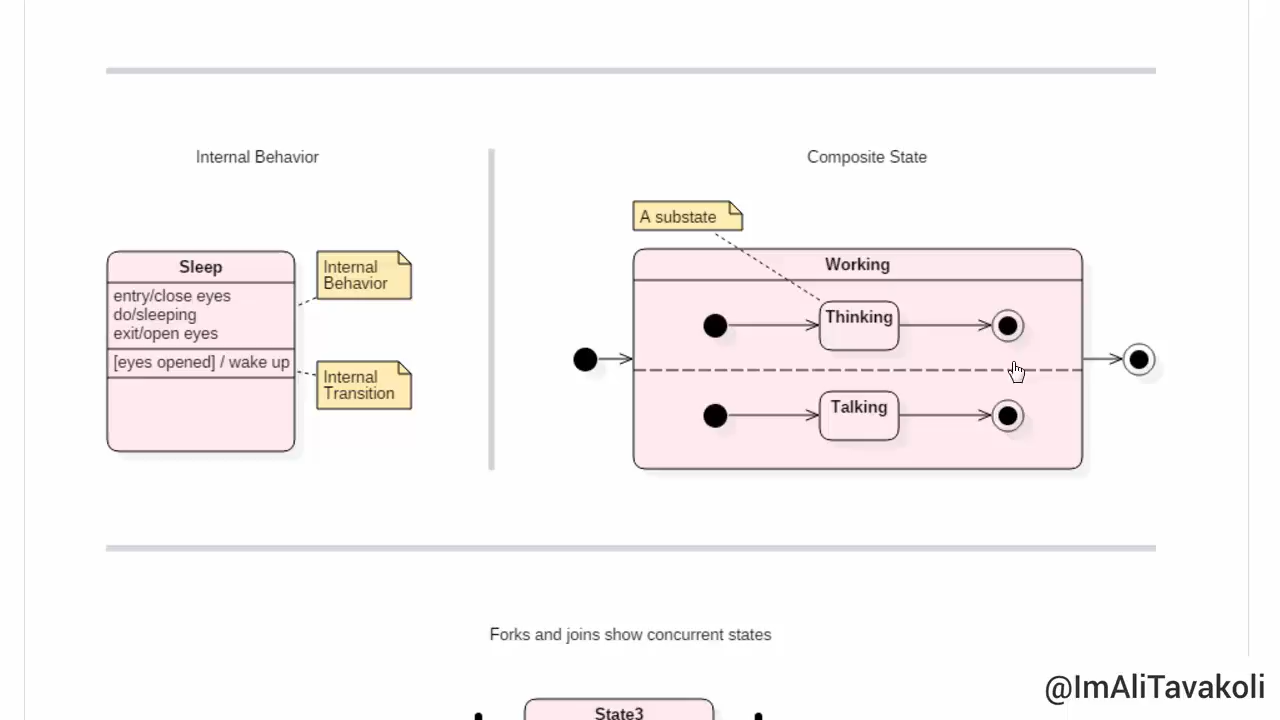 Internal Behavior
Composite State
A substate
Sleep
entry/close eyes
do/sleeping
exit/open eyes
[eyes opened] / wake up
Internal
Behavior
Internal
Transition
Working
Thinking
Talking
Forks and joins show concurrent states
State3
@ImAliTavakoli